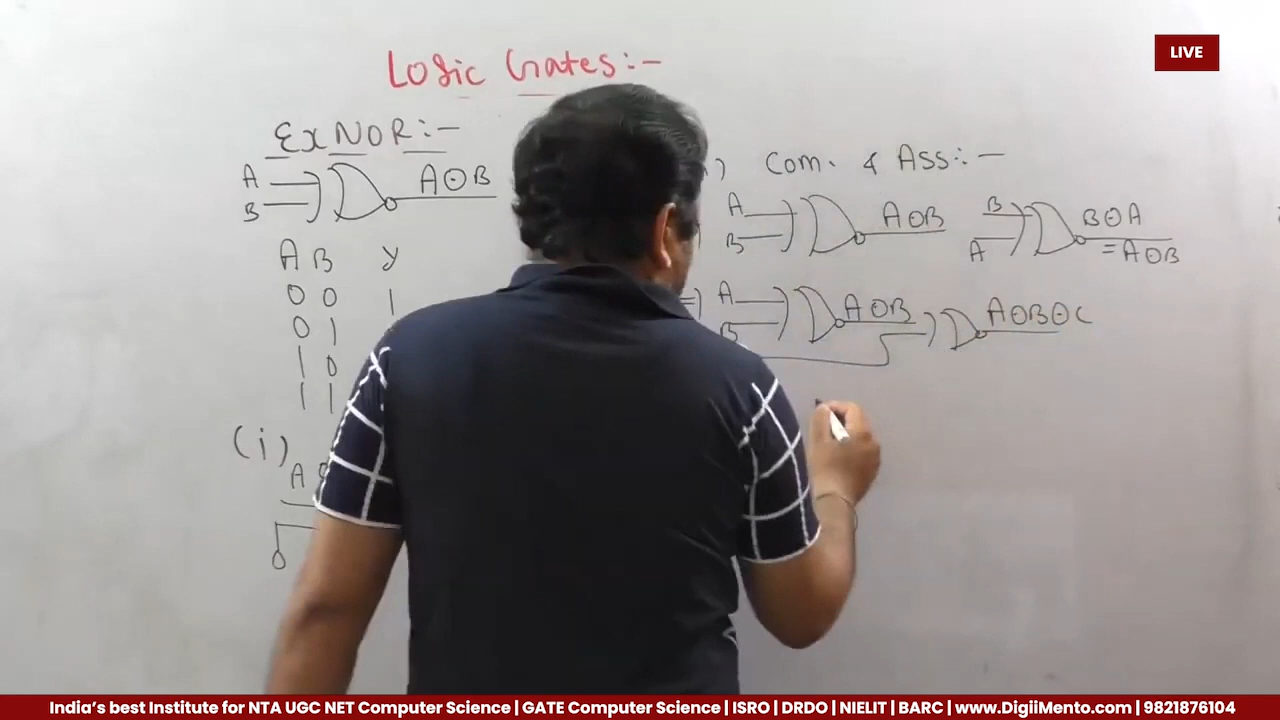 LIVE
Logic Gates:-
ExNOR:-
A
B
A⊙B
A B Y
0 0 1
0 1
1 0
1 1
(i)
A
) Com. & Ass:-
A
B
A⊙B
B
A
B⊙A
=A⊙B
A
B
A⊙B
A⊙B⊙C
India's best Institute for NTA UGC NET Computer Science | GATE Computer Science | ISRO | DRDO | NIELIT | BARC | www.DigiiMento.com | 9821876104